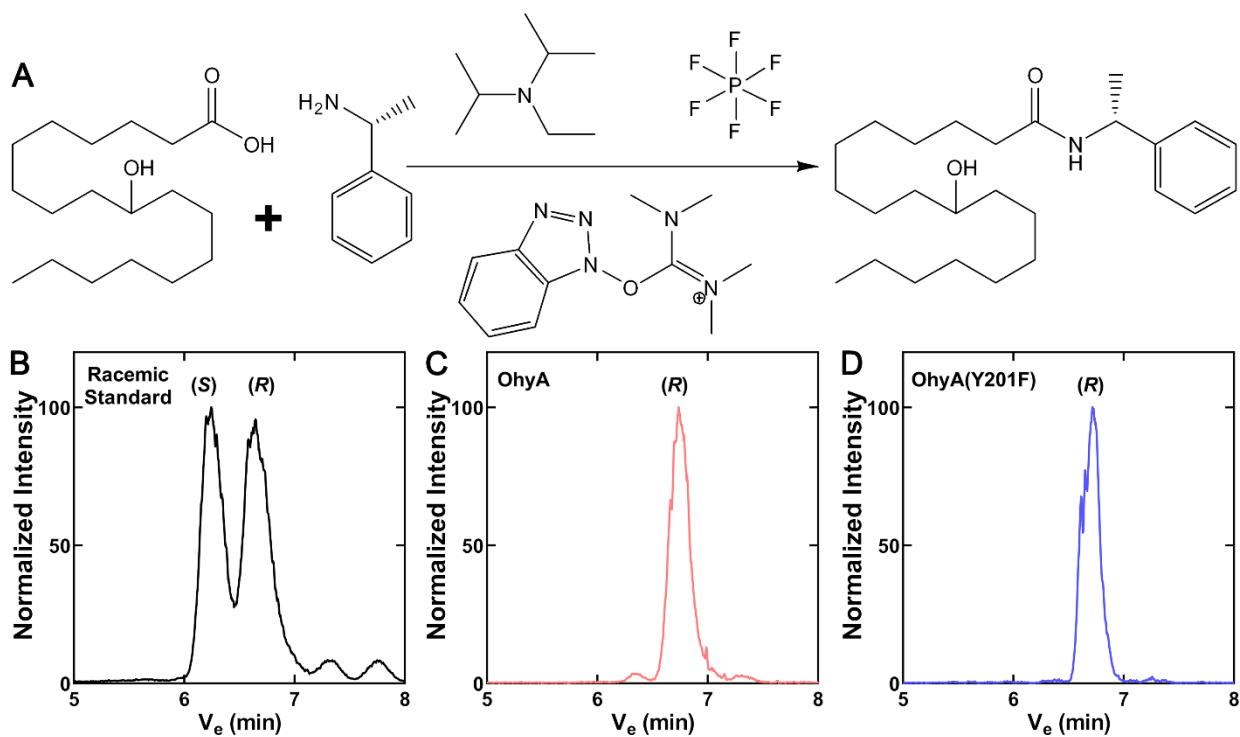 A
O
OH
OH
+
H2N
N
F
F
F
P
F
F
F
N
N
N
O
N
N
⊕
O
N
H
OH
B
Racemic
Standard
(S)
(R)
Normalized Intensity
100
50
0
5
6
7
8
Ve (min)
C
OhyA
(R)
Normalized Intensity
100
50
0
5
6
7
8
Ve (min)
D
OhyA(Y201F)
(R)
Normalized Intensity
100
50
0
5
6
7
8
Ve (min)